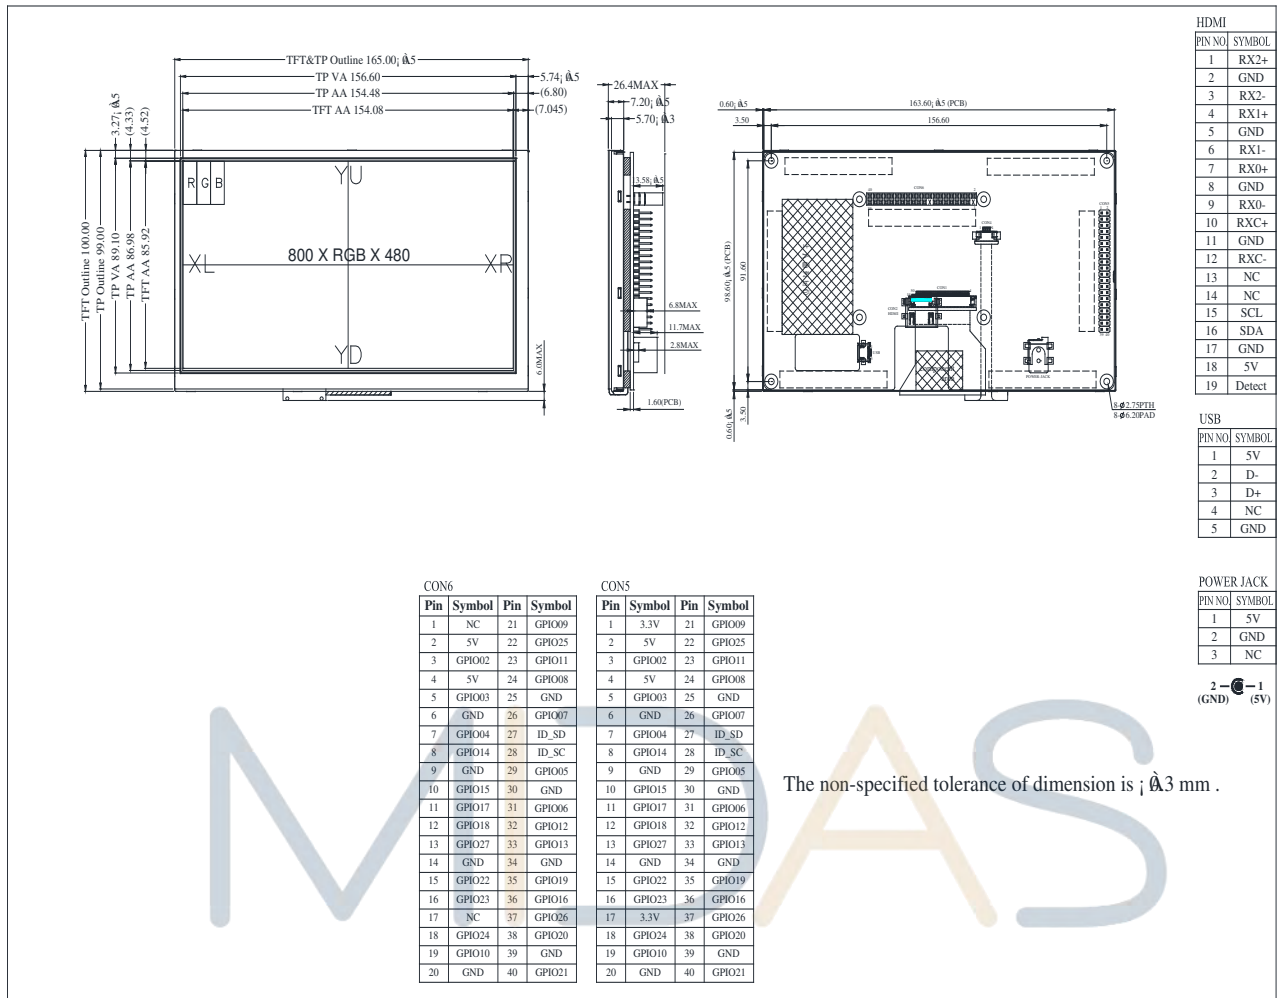 TFT&TP Outline 165.00¡À0.5
TP VA 156.60
5.74¡À0.5
TP AA 154.48
(6.80)
TFT AA 154.08
(7.045)
3.27¡À0.5
(4.33)
(4.52)
TFT Outline 100.00
TP Outline 99.00
TP VA 89.10
TP AA 86.98
TFT AA 85.92
R G B
YU
800 X RGB X 480
XL
XR
YD
6.0MAX
26.4MAX
7.20¡À0.5
5.70¡À0.3
13.58¡À0.5
6.8MAX
11.7MAX
2.8MAX
1.60(PCB)
0.60¡À0.5
163.60¡À0.5 (PCB)
3.50
156.60
98.60¡À0.5 (PCB)
91.60
0.60¡À0.5
3.50
40
CON6
2
POWER JACK
USB
8-ϕ2.75PTH
8-ϕ6.20PAD
HDMI
PIN NO. SYMBOL
1 RX2+
2 GND
3 RX2-
4 RX1+
5 GND
6 RX1-
7 RX0+
8 GND
9 RX0-
10 RXC+
11 GND
12 RXC-
13 NC
14 NC
15 SCL
16 SDA
17 GND
18 5V
19 Detect
USB
PIN NO. SYMBOL
1 5V
2 D-
3 D+
4 NC
5 GND
POWER JACK
PIN NO. SYMBOL
1 5V
2 GND
3 NC
2 1
(GND) (5V)
CON6
Pin Symbol Pin Symbol
1 NC 21 GPIO09
2 5V 22 GPIO25
3 GPIO02 23 GPIO11
4 5V 24 GPIO08
5 GPIO03 25 GND
6 GND 26 GPIO07
7 GPIO04 27 ID_SD
8 GPIO14 28 ID_SC
9 GND 29 GPIO05
10 GPIO15 30 GND
11 GPIO17 31 GPIO06
12 GPIO18 32 GPIO12
13 GPIO27 33 GPIO13
14 GND 34 GND
15 GPIO22 35 GPIO19
16 GPIO23 36 GPIO16
17 NC 37 GPIO26
18 GPIO24 38 GPIO20
19 GPIO10 39 GND
20 GND 40 GPIO21
CON5
Pin Symbol Pin Symbol
1 3.3V 21 GPIO09
2 5V 22 GPIO25
3 GPIO02 23 GPIO11
4 5V 24 GPIO08
5 GPIO03 25 GND
6 GND 26 GPIO07
7 GPIO04 27 ID_SD
8 GPIO14 28 ID_SC
9 GND 29 GPIO05
10 GPIO15 30 GND
11 GPIO17 31 GPIO06
12 GPIO18 32 GPIO12
13 GPIO27 33 GPIO13
14 GND 34 GND
15 GPIO22 35 GPIO19
16 GPIO23 36 GPIO16
17 3.3V 37 GPIO26
18 GPIO24 38 GPIO20
19 GPIO10 39 GND
20 GND 40 GPIO21
The non-specified tolerance of dimension is ¡À0.3 mm .
MIDAS